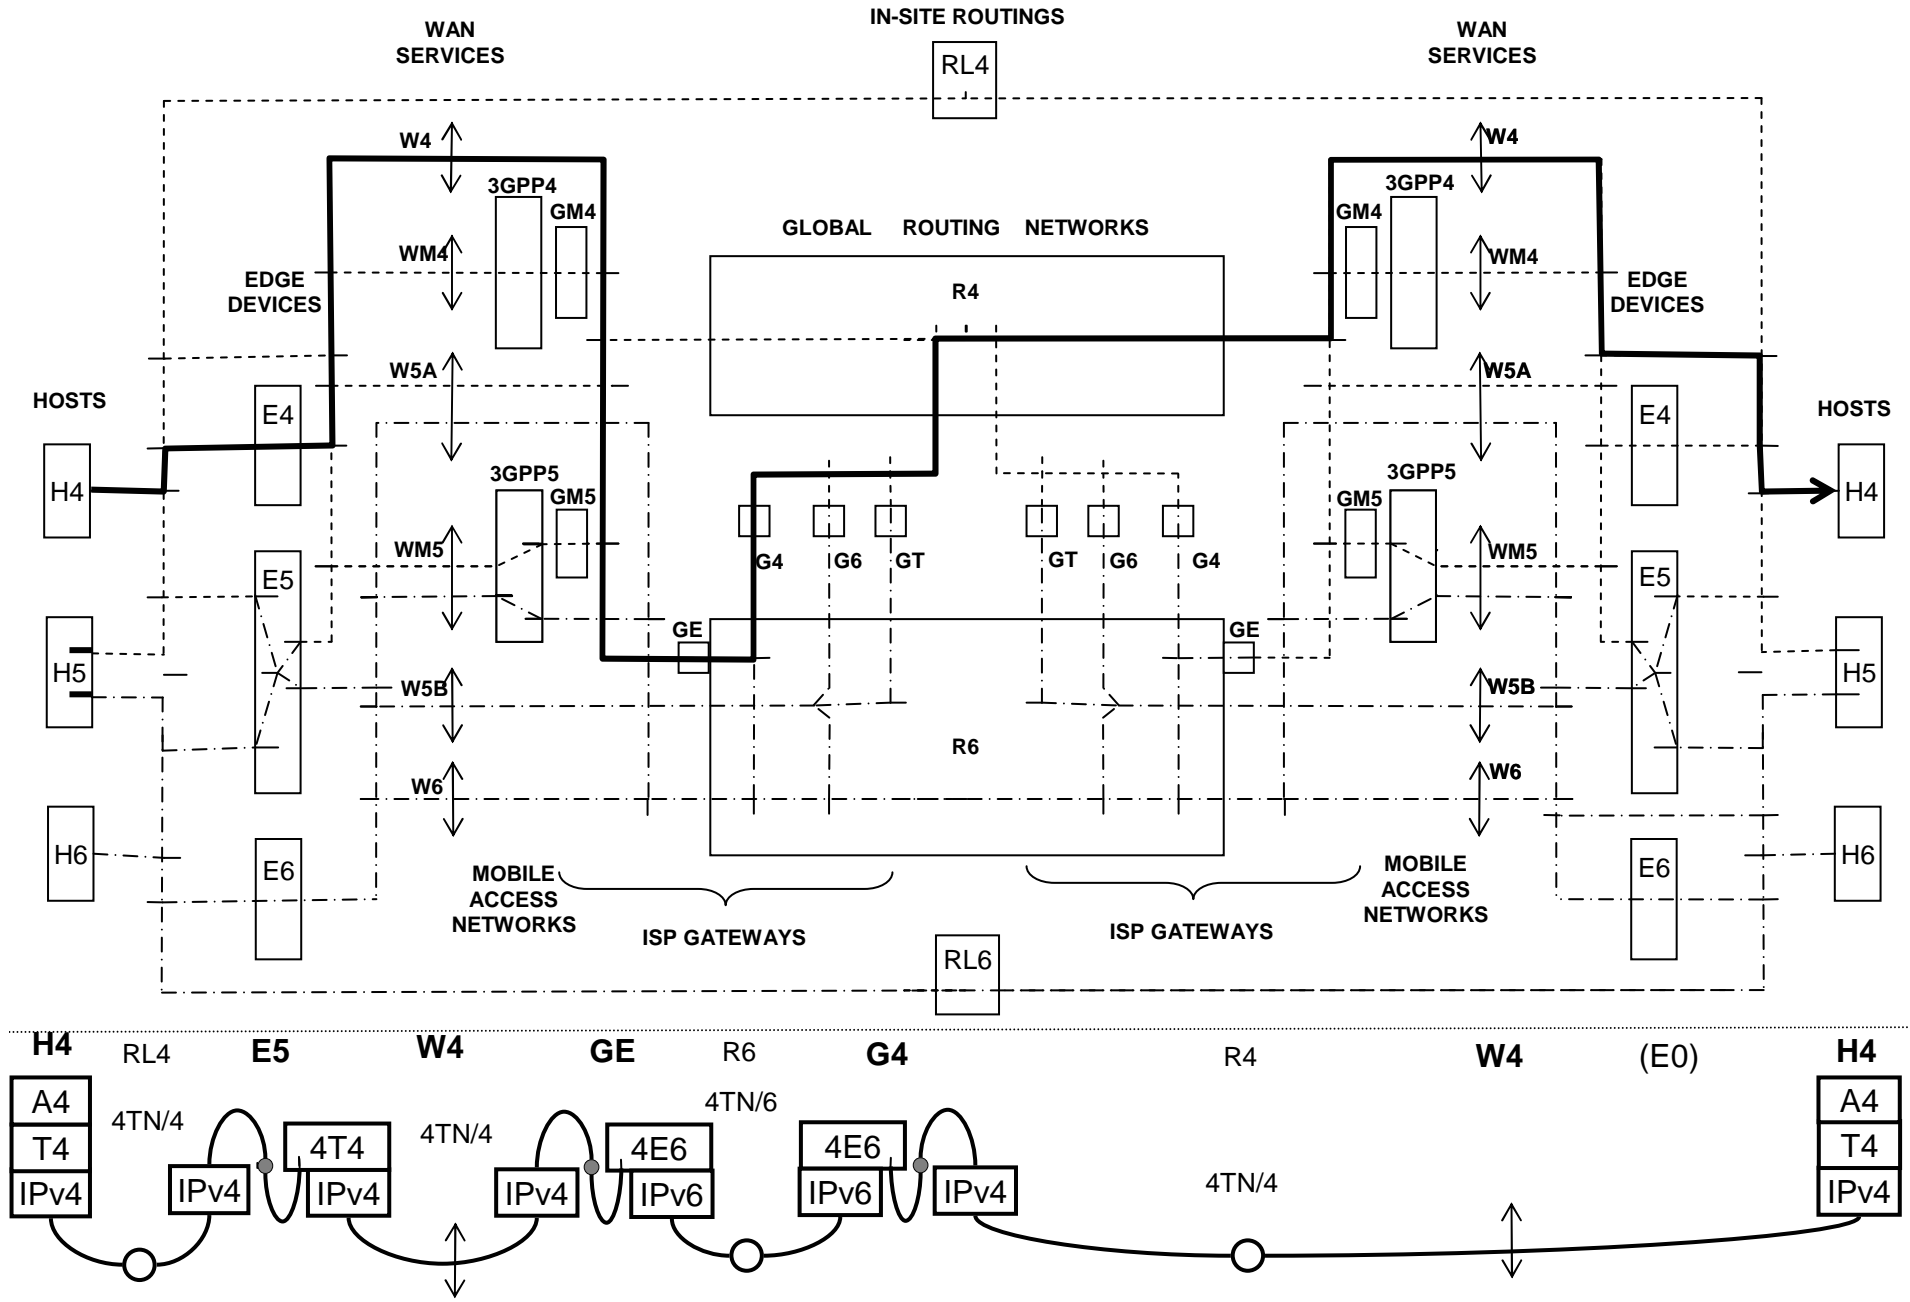 IN-SITE ROUTINGS
WAN
SERVICES
WAN
SERVICES
RL4
W4
W4
3GPP4
3GPP4
GM4
GM4
GLOBAL ROUTING NETWORKS
WM4
WM4
EDGE
DEVICES
EDGE
DEVICES
R4
W5A
W5A
HOSTS
HOSTS
E4
E4
3GPP5
3GPP5
H4
H4
GM5
GM5
WM5
WM5
G4
G6
GT
GT
G6
G4
E5
E5
GE
GE
H5
H5
W5B
W5B
R6
W6
W6
H6
H6
E6
E6
MOBILE
ACCESS
NETWORKS
MOBILE
ACCESS
NETWORKS
ISP GATEWAYS
ISP GATEWAYS
RL6
H4 RL4 E5 W4 GE R6 G4 R4 W4 (E0) H4
A4
A4
4TN/4
4TN/4
4TN/6
T4
4T4
4E6
4E6
T4
IPv4
IPv4
IPv4
IPv4
IPv6
IPv6
IPv4
4TN/4
IPv4